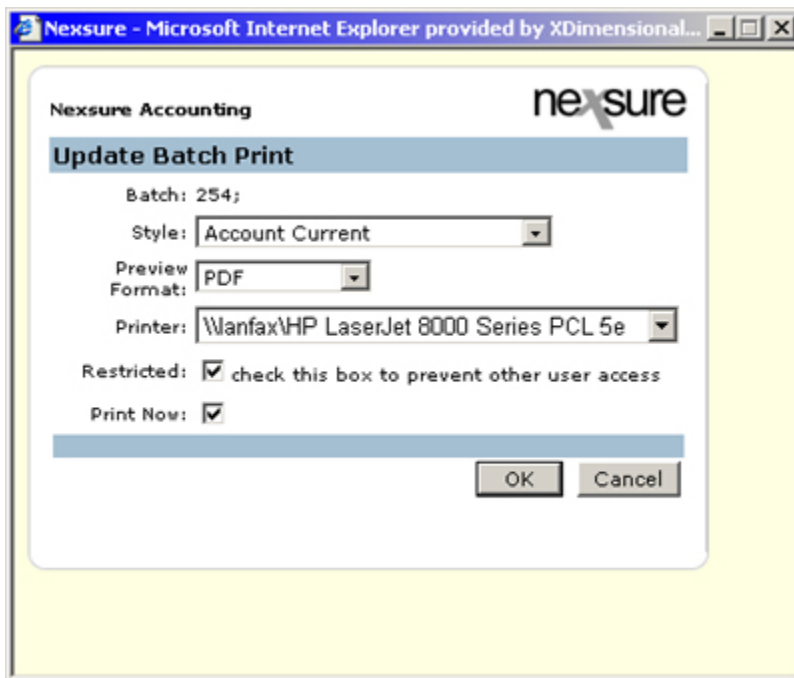 Nexsure - Microsoft Internet Explorer provided by XDimensional...
Nexsure Accounting
nexsure
Update Batch Print
Batch: 254;
Style: Account Current
Preview Format: PDF
Printer: \\lanfax\HP LaserJet 8000 Series PCL 5e
Restricted: check this box to prevent other user access
Print Now:
OK Cancel